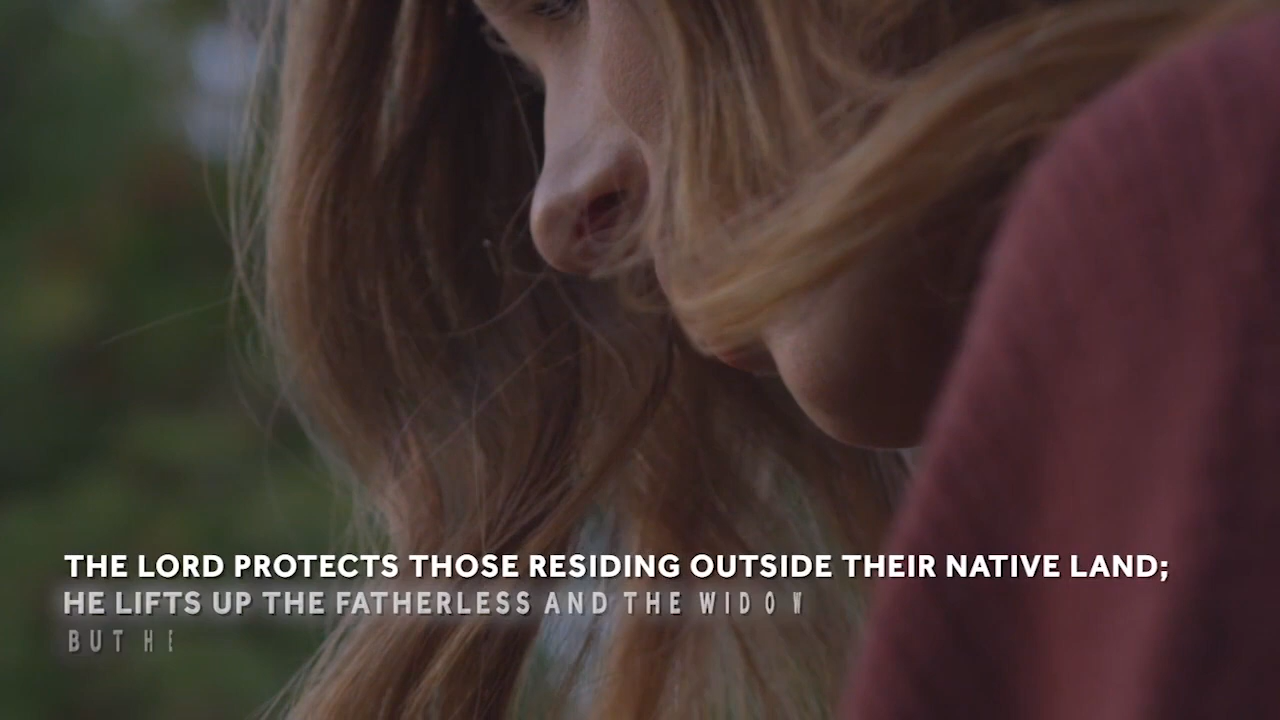 THE LORD PROTECTS THOSE RESIDING OUTSIDE THEIR NATIVE LAND;
HE LIFTS UP THE FATHERLESS AND THE WIDOW
BUT HE